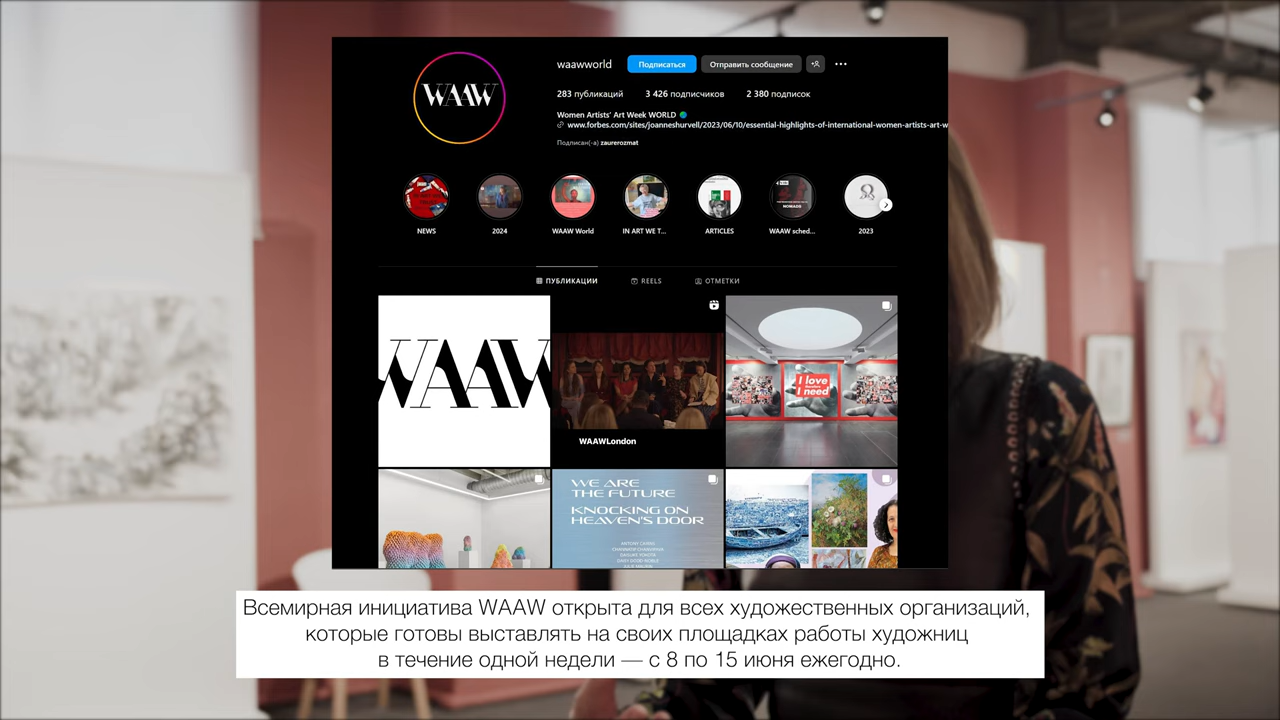 WAAW
waawworld
Подписаться
Отправить сообщение
283 публикаций 3 426 подписчиков 2 380 подписок
Women Artists' Art Week WORLD
www.forbes.com/sites/joanneshurvell/2023/06/10/essential-highlights-of-international-women-artists-art-w
Подписан(-а) zaurerozmat
NEWS
2024
WAAW World
IN ART WE T...
ARTICLES
WAAW sched...
2023
ПУБЛИКАЦИИ
REELS
ОТМЕТКИ
WAAW
WAAWLondon
I love
I need
WE ARE
THE FUTURE
KNOCKING ON
HEAVEN'S DOOR
Всемирная инициатива WAAW открыта для всех художественных организаций,
которые готовы выставлять на своих площадках работы художниц
в течение одной недели — с 8 по 15 июня ежегодно.